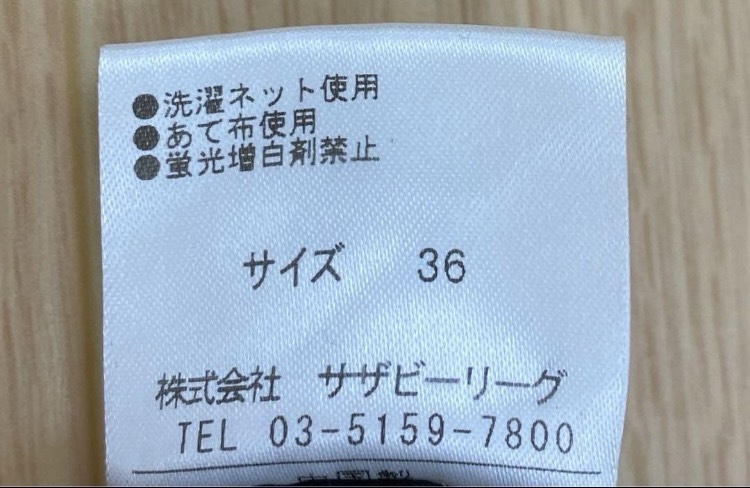 ●洗濯ネット使用
●あて布使用
●蛍光増白剤禁止
サイズ 36
株式会社 サザビーリーグ
TEL 03-5159-7800